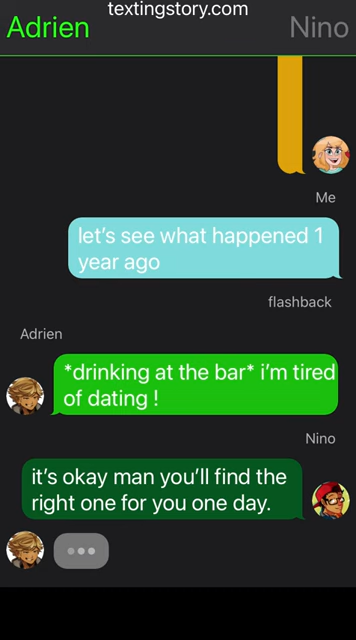 textingstory.com
Adrien
Nino
Me
let's see what happened 1
year ago
flashback
Adrien
*drinking at the bar* i'm tired
of dating !
Nino
it's okay man you'll find the
right one for you one day.